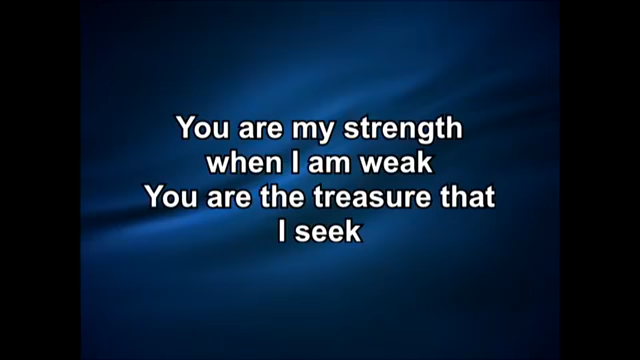 You are my strength
when I am weak
You are the treasure that
I seek